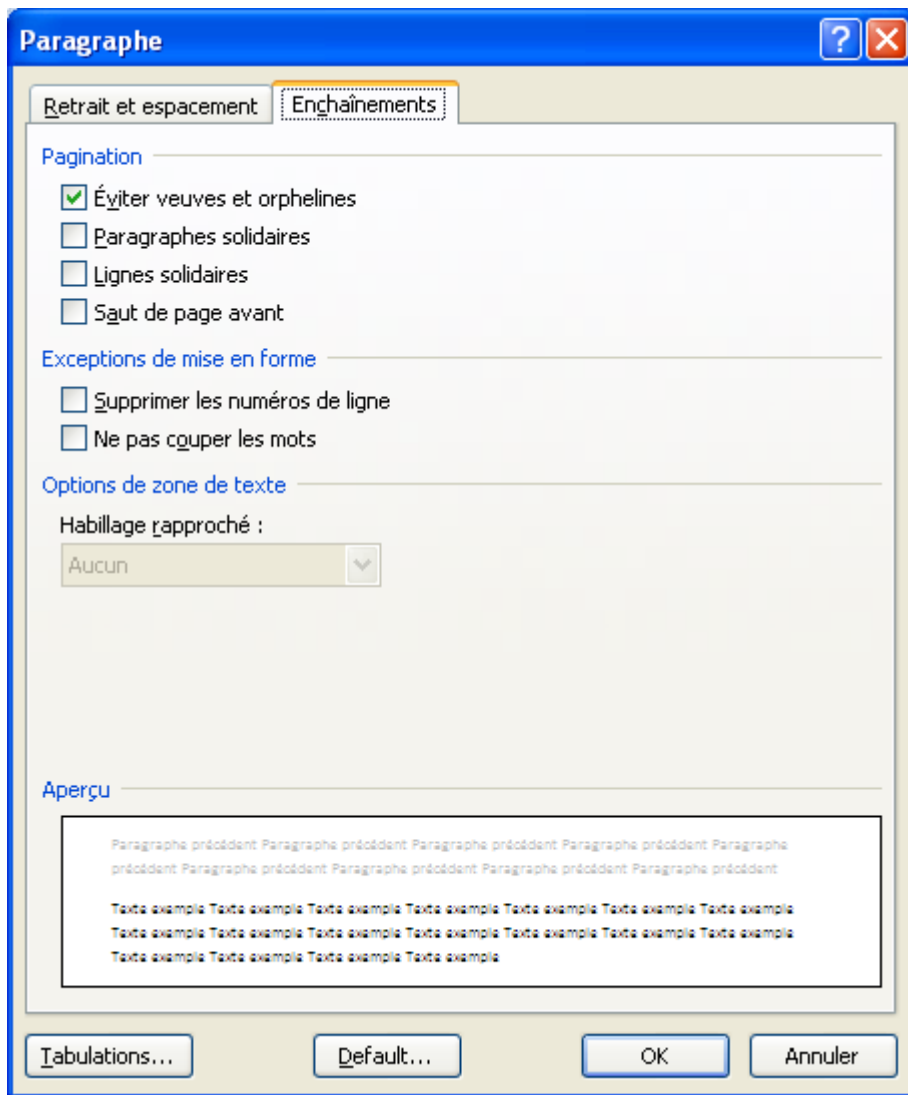 Paragraphe
Retrait et espacement
Enchaînements
Pagination
Éviter veuves et orphelines
Paragraphes solidaires
Lignes solidaires
Saut de page avant
Exceptions de mise en forme
Supprimer les numéros de ligne
Ne pas couper les mots
Options de zone de texte
Habillage rapproché :
Aucun
Aperçu
Paragraphe précédent Paragraphe précédent Paragraphe précédent Paragraphe précédent Paragraphe
précédent Paragraphe précédent Paragraphe précédent Paragraphe précédent Paragraphe précédent
Texte exemple Texte exemple Texte exemple Texte exemple Texte exemple Texte exemple Texte exemple
Texte exemple Texte exemple Texte exemple Texte exemple Texte exemple Texte exemple Texte exemple
Texte exemple Texte exemple Texte exemple Texte exemple
Tabulations...
Default...
OK
Annuler